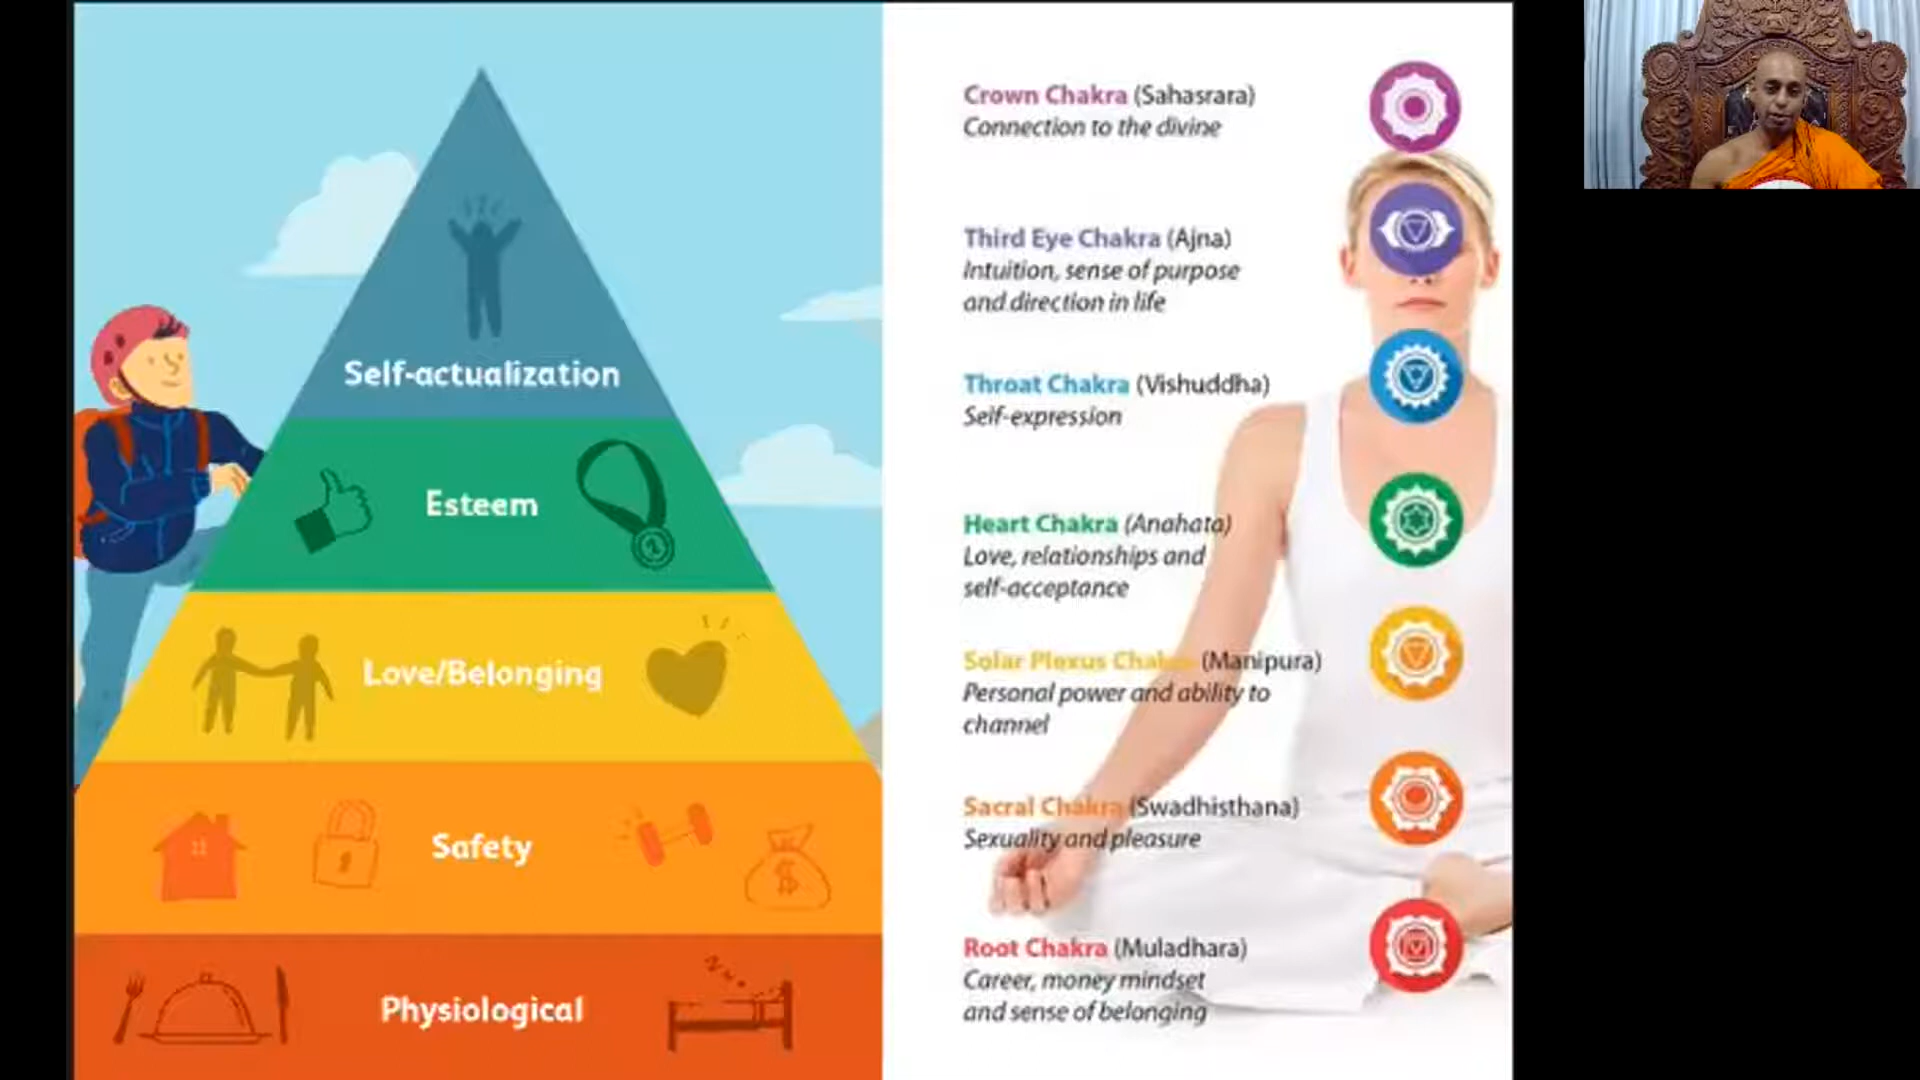 Self-actualization
Esteem
Love/Belonging
Safety
Physiological
Crown Chakra (Sahasrara)
Connection to the divine
Third Eye Chakra (Ajna)
Intuition, sense of purpose
and direction in life
Throat Chakra (Vishuddha)
Self-expression
Heart Chakra (Anahata)
Love, relationships and
self-acceptance
Solar Plexus Chakra (Manipura)
Personal power and ability to
channel
Sacral Chakra (Swadhisthana)
Sexuality and pleasure
Root Chakra (Muladhara)
Career, money mindset
and sense of belonging